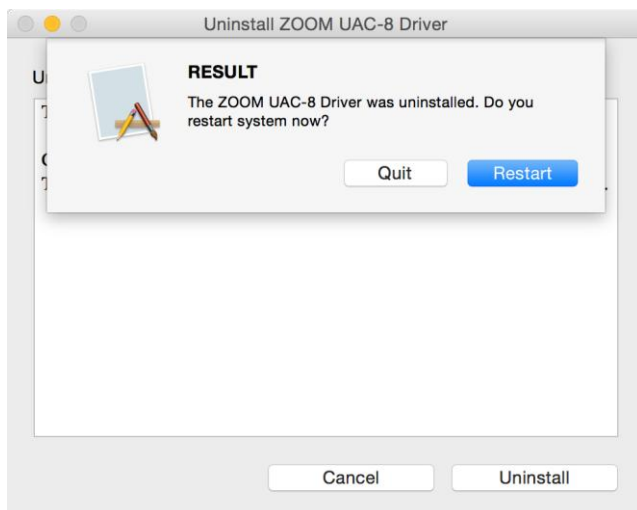 Uninstall ZOOM UAC-8 Driver
RESULT
The ZOOM UAC-8 Driver was uninstalled. Do you
restart system now?
Quit
Restart
Cancel
Uninstall